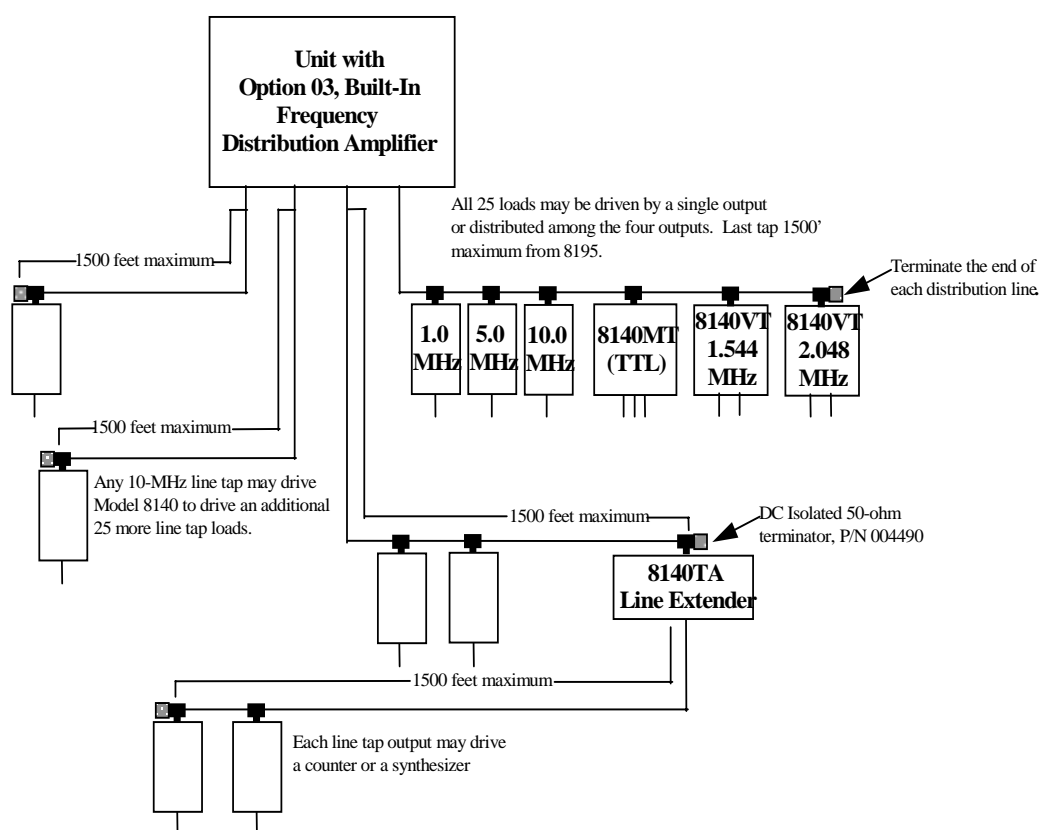 Unit with
Option 03, Built-In
Frequency
Distribution Amplifier
All 25 loads may be driven by a single output
or distributed among the four outputs. Last tap 1500'
maximum from 8195.
1500 feet maximum
Terminate the end of
each distribution line.
1.0
MHz
5.0
MHz
10.0
MHz
8140MT
(TTL)
8140VT
1.544
MHz
8140VT
2.048
MHz
1500 feet maximum
Any 10-MHz line tap may drive
Model 8140 to drive an additional
25 more line tap loads.
1500 feet maximum
DC Isolated 50-ohm
terminator, P/N 004490
8140TA
Line Extender
1500 feet maximum
Each line tap output may drive
a counter or a synthesizer